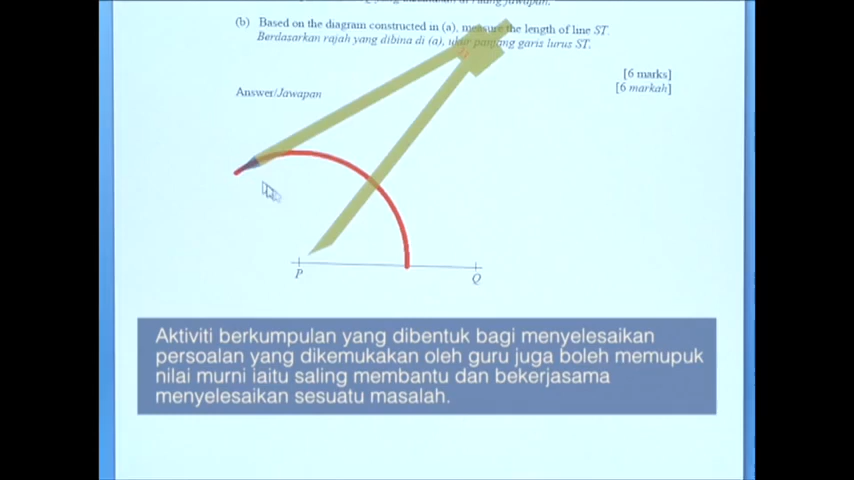 (b) Based on the diagram constructed in (a), measure the length of line ST.
Berdasarkan rajah yang dibina di (a), ukur panjang garis lurus ST.
[6 marks]
[6 markah]
Answer/Jawapan
P
Q
Aktiviti berkumpulan yang dibentuk bagi menyelesaikan
persoalan yang dikemukakan oleh guru juga boleh memupuk
nilai murni iaitu saling membantu dan bekerjasama
menyelesaikan sesuatu masalah.